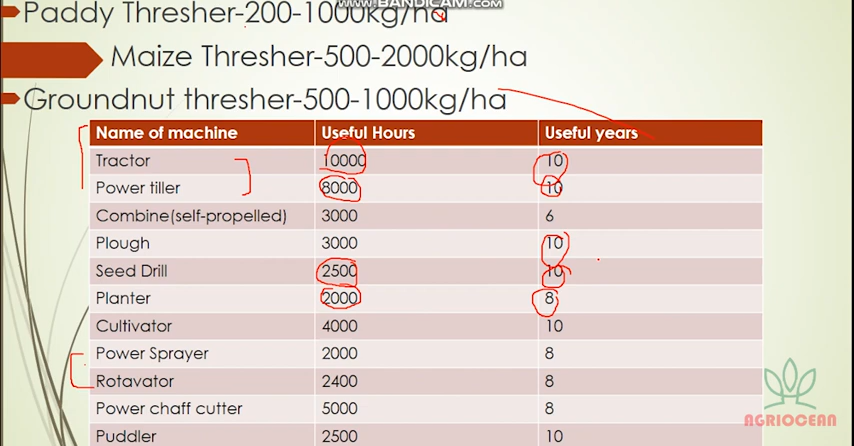 www.BANDICAM.com
Paddy Thresher-200-1000kg/ha
Maize Thresher-500-2000kg/ha
Groundnut thresher-500-1000kg/ha
Name of machine Useful Hours Useful years
Tractor 10000 10
Power tiller 8000 10
Combine(self-propelled) 3000 6
Plough 3000 10
Seed Drill 2500 10
Planter 2000 8
Cultivator 4000 10
Power Sprayer 2000 8
Rotavator 2400 8
Power chaff cutter 5000 8
Puddler 2500 10
AGRIOCEAN